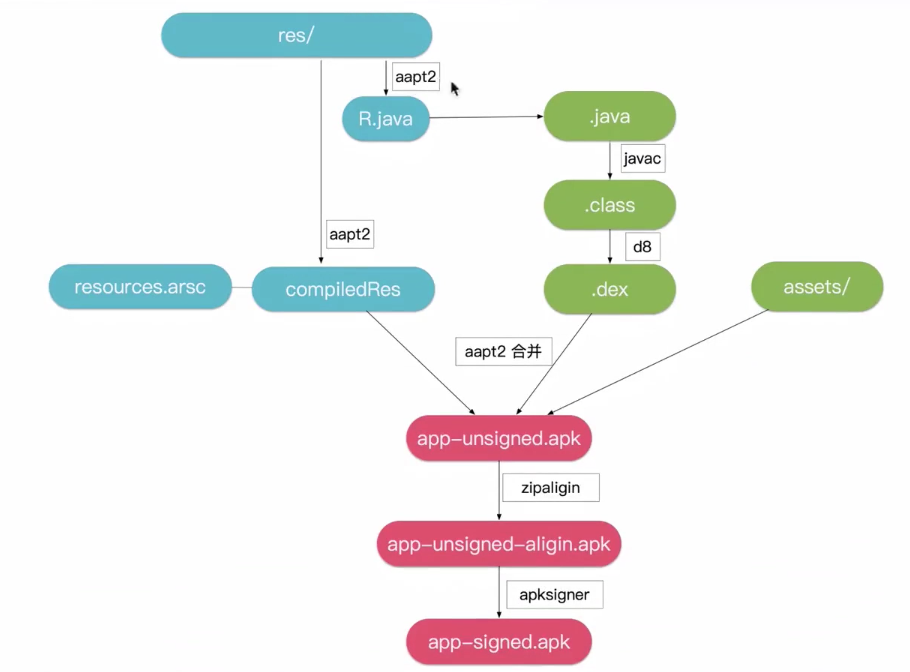 res/
aapt2
R.java
.java
javac
.class
aapt2
d8
resources.arsc
compiledRes
.dex
assets/
aapt2 合并
app-unsigned.apk
zipaligin
app-unsigned-aligin.apk
apksigner
app-signed.apk